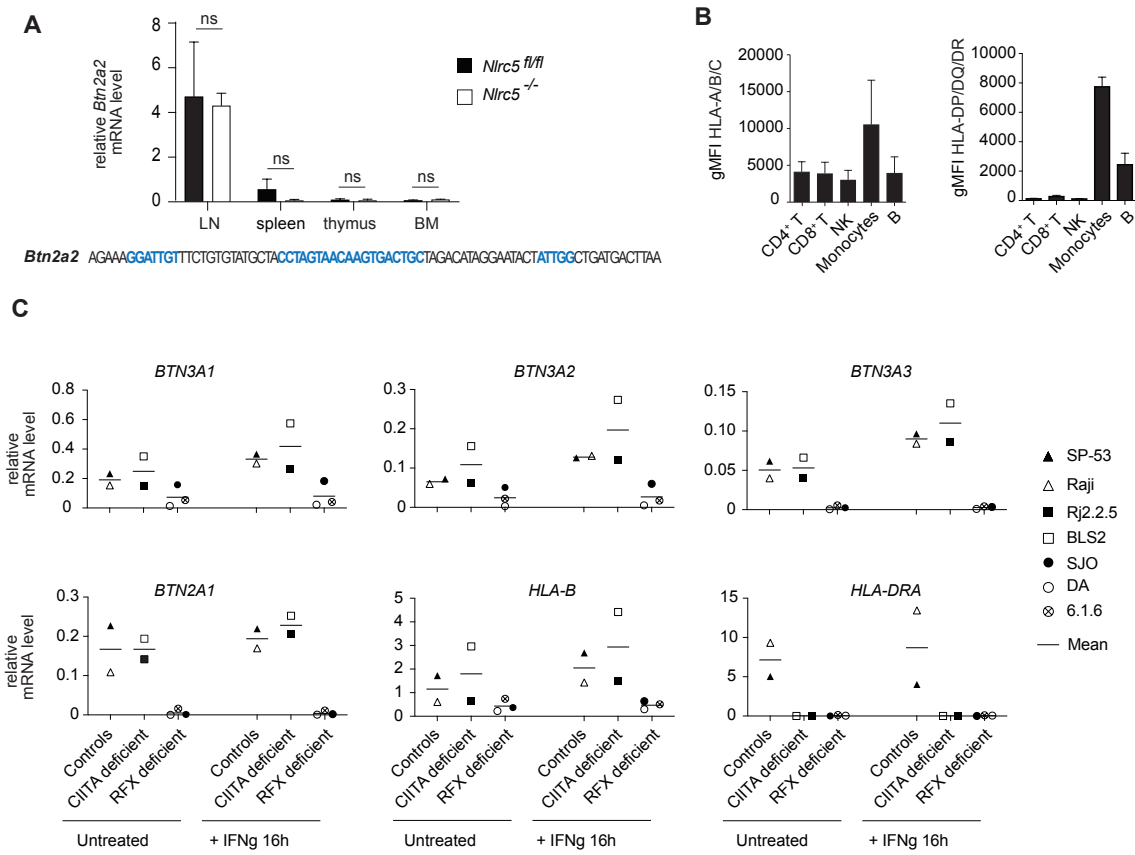 A
relative Btn2a2
mRNA level
8
6
4
2
0
ns
ns
ns
ns
LN
spleen
thymus
BM
Nlrc5 fl/fl
Nlrc5 -/-
Btn2a2 AGAAAGGATTGTTTCTGTGTATGCTACCTAGTAACAAGTGACTGCTAGACATAGGAATACTATTGGCTGATGACTTAA
B
gMFI HLA-A/B/C
20000
15000
10000
5000
0
CD4+ T
CD8+ T
NK
Monocytes
B
gMFI HLA-DP/DQ/DR
10000
8000
6000
4000
2000
0
CD4+ T
CD8+ T
NK
Monocytes
B
C
relative
mRNA level
BTN3A1
0.8
0.6
0.4
0.2
0
BTN3A2
0.3
0.2
0.1
0
BTN3A3
0.15
0.10
0.05
0
relative
mRNA level
BTN2A1
0.3
0.2
0.1
0
HLA-B
5
4
3
2
1
0
HLA-DRA
15
10
5
0
SP-53
Raji
Rj2.2.5
BLS2
SJO
DA
6.1.6
Mean
Controls
CIITA deficient
RFX deficient
Controls
CIITA deficient
RFX deficient
Untreated
+ IFNg 16h
Controls
CIITA deficient
RFX deficient
Controls
CIITA deficient
RFX deficient
Untreated
+ IFNg 16h
Controls
CIITA deficient
RFX deficient
Controls
CIITA deficient
RFX deficient
Untreated
+ IFNg 16h